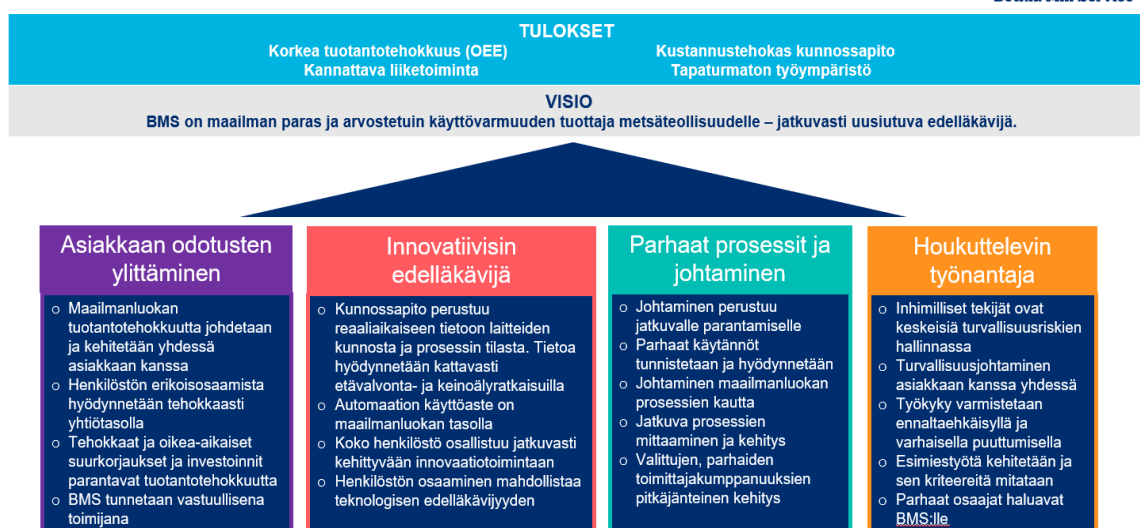 TULOKSET
Korkea tuotantotehokkuus (OEE)
Kustannustehokas kunnossapito
Kannattava liiketoiminta
Tapaturmaton työympäristö
VISIO
BMS on maailman paras ja arvostetuin käyttövarmuuden tuottaja metsäteollisuudelle – jatkuvasti uusiutuva edelläkävijä.
Asiakkaan odotusten
ylittäminen
o Maailmanluokan
tuotantotehokkuutta johdetaan
ja kehitetään yhdessä
asiakkaan kanssa
o Henkilöstön erikoisosaamista
hyödynnetään tehokkaasti
yhtiötasolla
o Tehokkaat ja oikea-aikaiset
suurkorjaukset ja investoinnit
parantavat tuotantotehokkuutta
o BMS tunnetaan vastuullisena
toimijana
Innovatiivisin
edelläkävijä
o Kunnossapito perustuu
reaaliaikaiseen tietoon laitteiden
kunnosta ja prosessin tilasta. Tietoa
hyödynnetään kattavasti
etävalvonta- ja keinoälyratkaisuilla
o Automaation käyttöaste on
maailmanluokan tasolla
o Koko henkilöstö osallistuu jatkuvasti
kehittyvään innovaatiotoimintaan
o Henkilöstön osaaminen mahdollistaa
teknologisen edelläkävijyyden
Parhaat prosessit ja
johtaminen
o Johtaminen perustuu
jatkuvalle parantamiselle
o Parhaat käytännöt
tunnistetaan ja hyödynnetään
o Johtaminen maailmanluokan
prosessien kautta
o Jatkuva prosessien
mittaaminen ja kehitys
o Valittujen, parhaiden
toimittajakumppanuuksien
pitkäjänteinen kehitys
Houkuttelevin
työnantaja
o Inhimilliset tekijät ovat
keskeisiä turvallisuusriskien
hallinnassa
o Turvallisuusjohtaminen
asiakkaan kanssa yhdessä
o Työkyky varmistetaan
ennaltaehkäisyllä ja
varhaisella puuttumisella
o Esimiestyötä kehitetään ja
sen kriteereitä mitataan
o Parhaat osaajat haluavat
BMS:lle